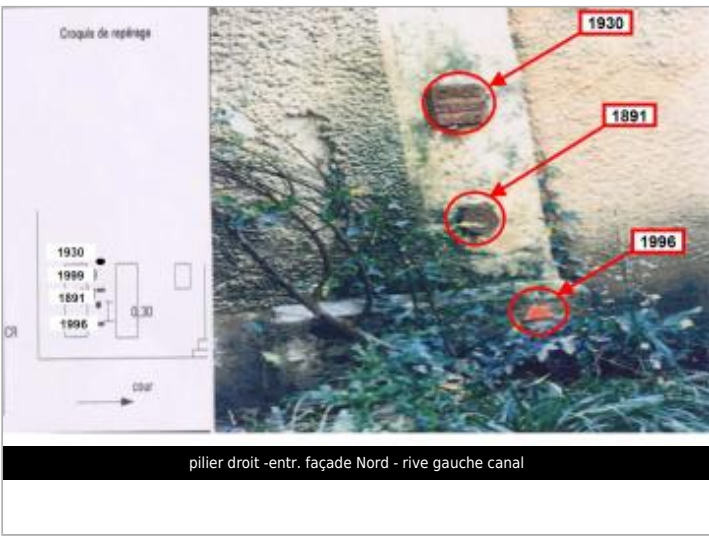 Croquis de repérage
1930
1999
1891
1996
0,30
CR
cour
1930
1891
1996
pilier droit -entr. façade Nord - rive gauche canal